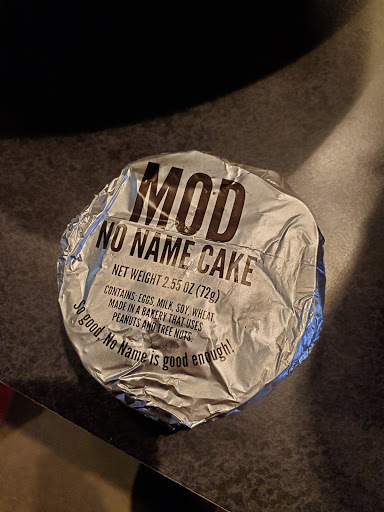 MOD
NO NAME CAKE
NET WEIGHT 2.55 OZ (72g)
CONTAINS: EGGS, MILK, SOY, WHEAT.
MADE IN A BAKERY THAT USES
PEANUTS AND TREE NUTS.
So good, No Name is good enough!